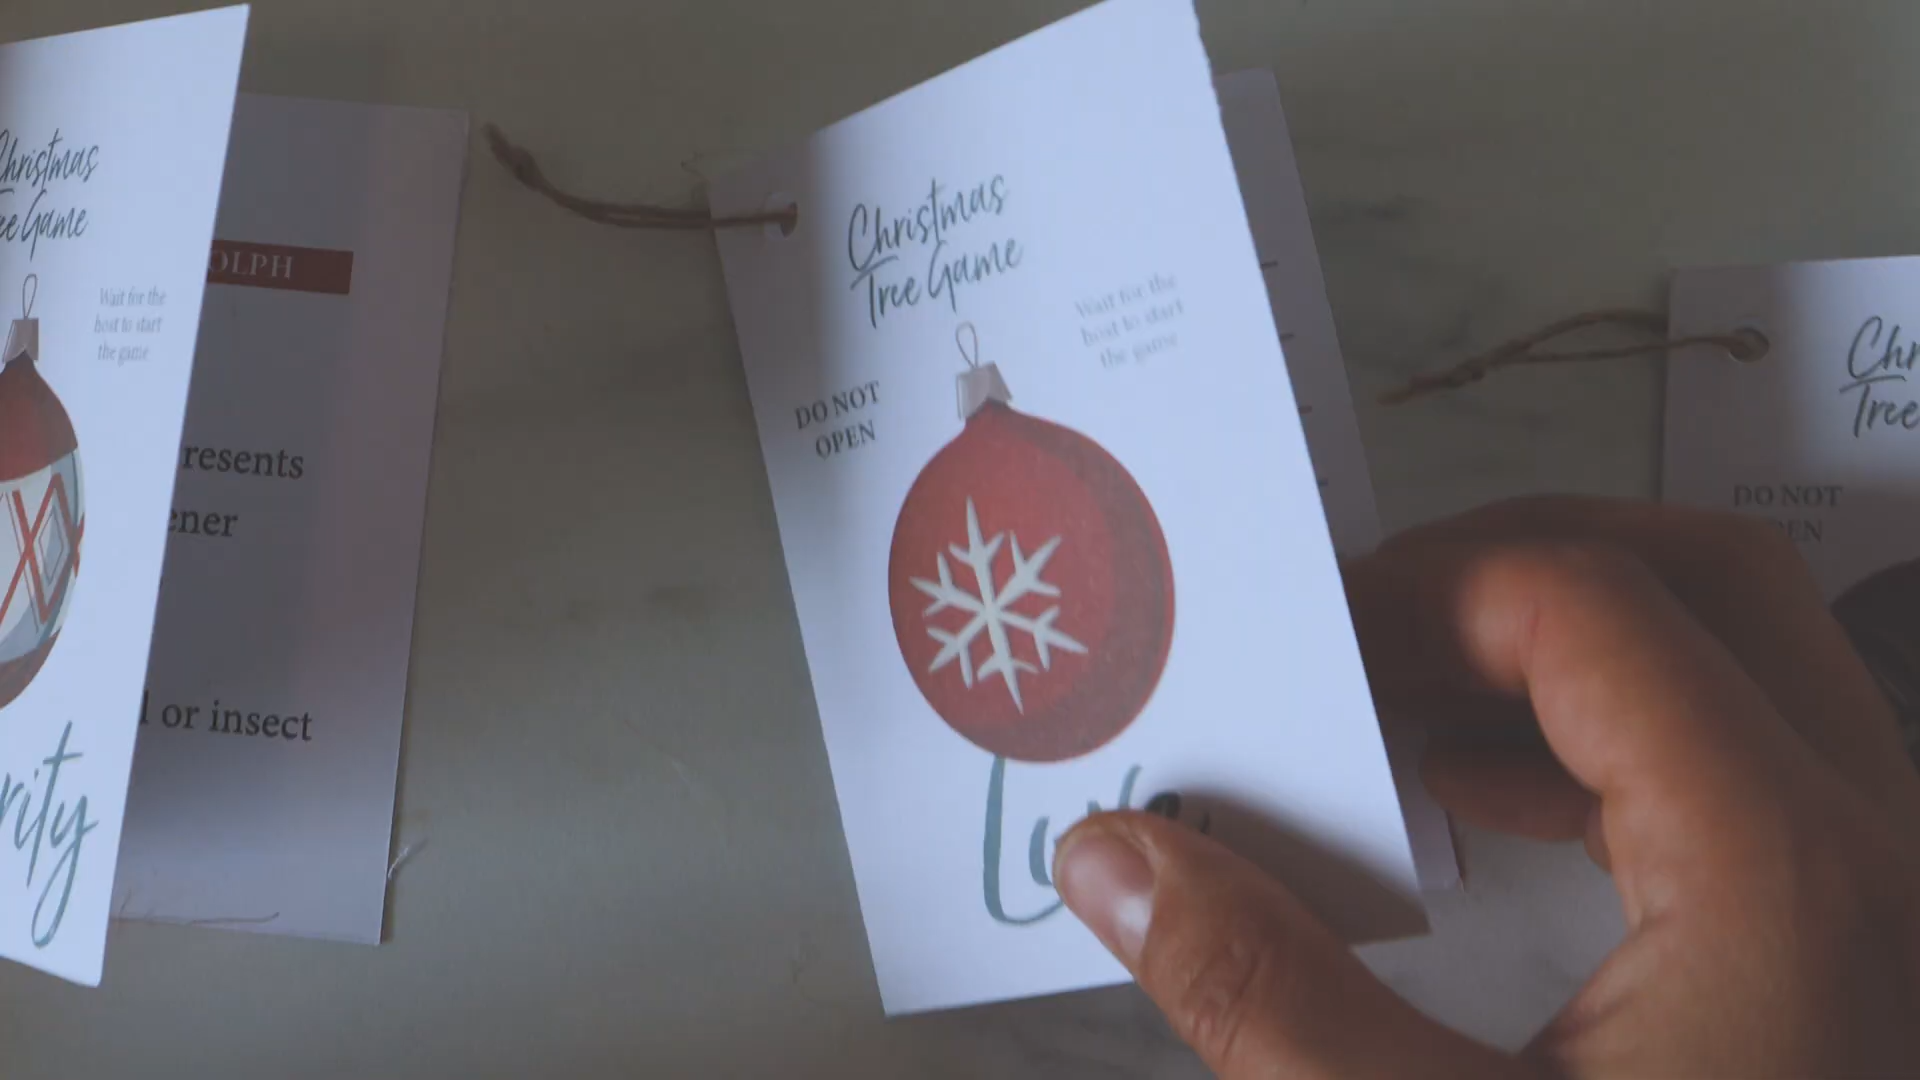 Christmas
Tree Game
Wait for the
host to start
the game
OLPH
resents
ener
l or insect
rity
Christmas
Tree Game
Wait for the
host to start
the game
DO NOT
OPEN
Chr
Tree
DO NOT